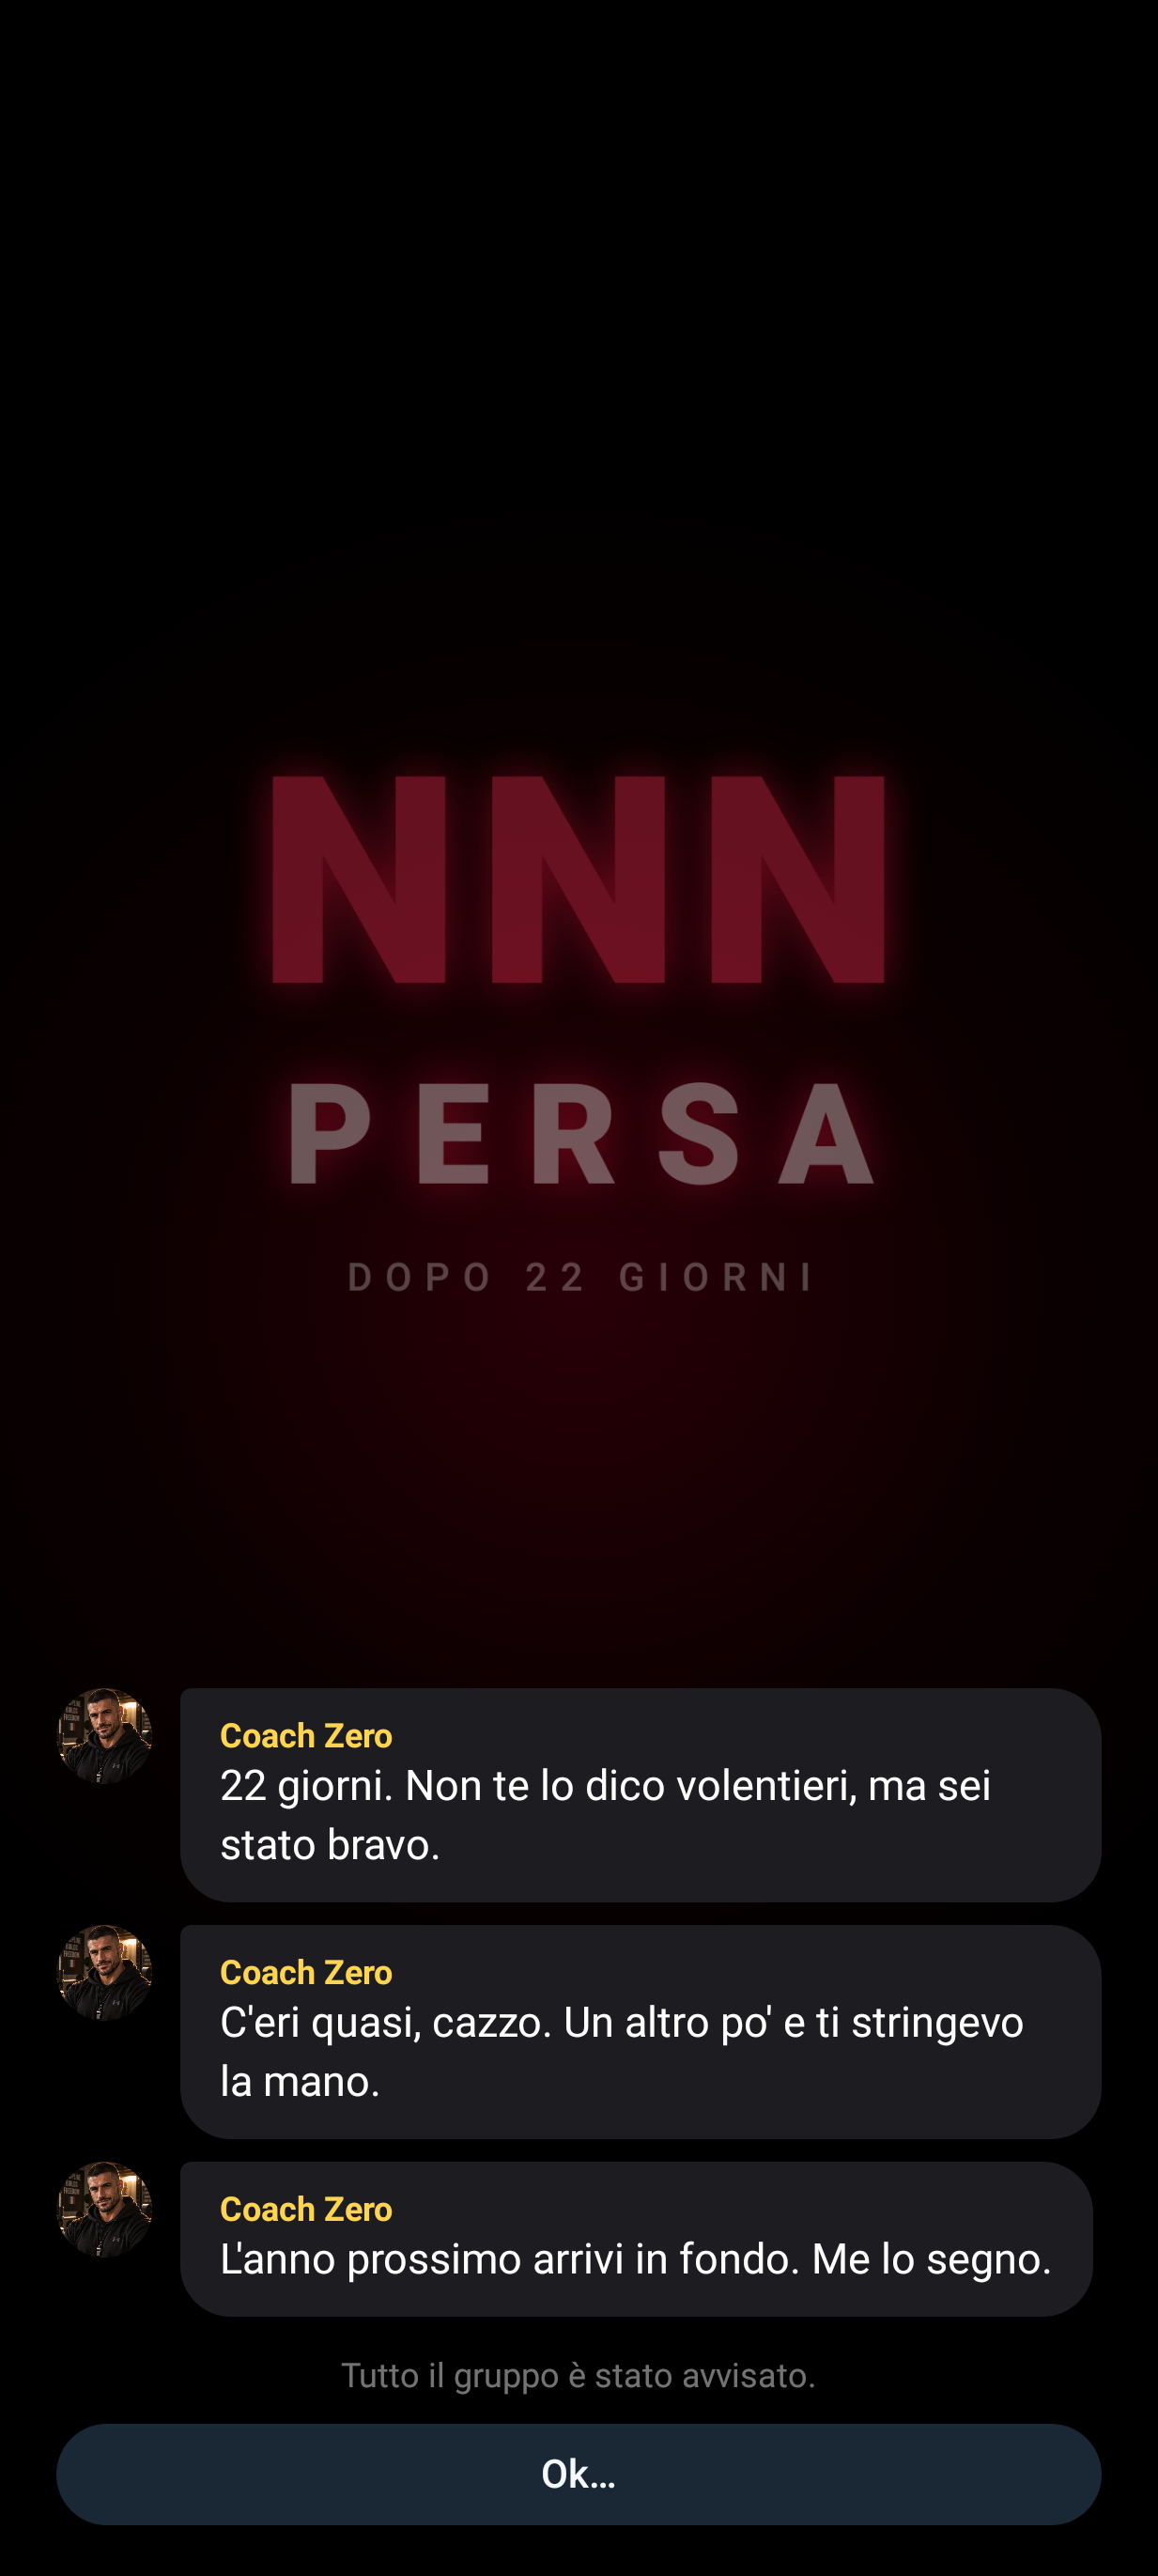 NNN
PERSA
DOPO 22 GIORNI
Coach Zero
22 giorni. Non te lo dico volentieri, ma sei
stato bravo.
Coach Zero
C'eri quasi, cazzo. Un altro po' e ti stringevo
la mano.
Coach Zero
L'anno prossimo arrivi in fondo. Me lo segno.
Tutto il gruppo è stato avvisato.
Ok...